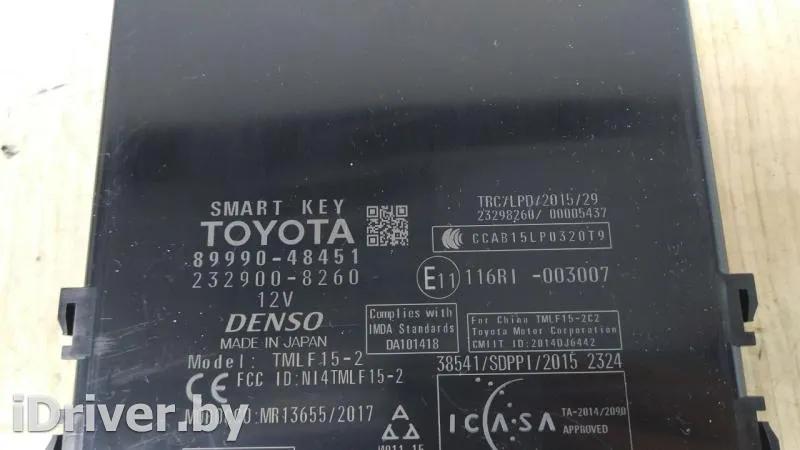 SMART KEY
TOYOTA
89990-48451
232900-8260
12V
DENSO
MADE IN JAPAN
Model: TMLF15-2
FCC ID:NI4TMLF15-2
MR13655/2017
TRC/LPD/2015/29
23298260/ 00005437
CCAB15LP0320T9
E11 116RI -003007
Complies with
IMDA Standards
DA101418
For China TMLF15-2C2
Toyota Motor Corporation
CMIIT ID:2014DJ6442
38541/SDPPI/2015 2324
ICASA
TA-2014/2090
APPROVED
CE
iDriver.by